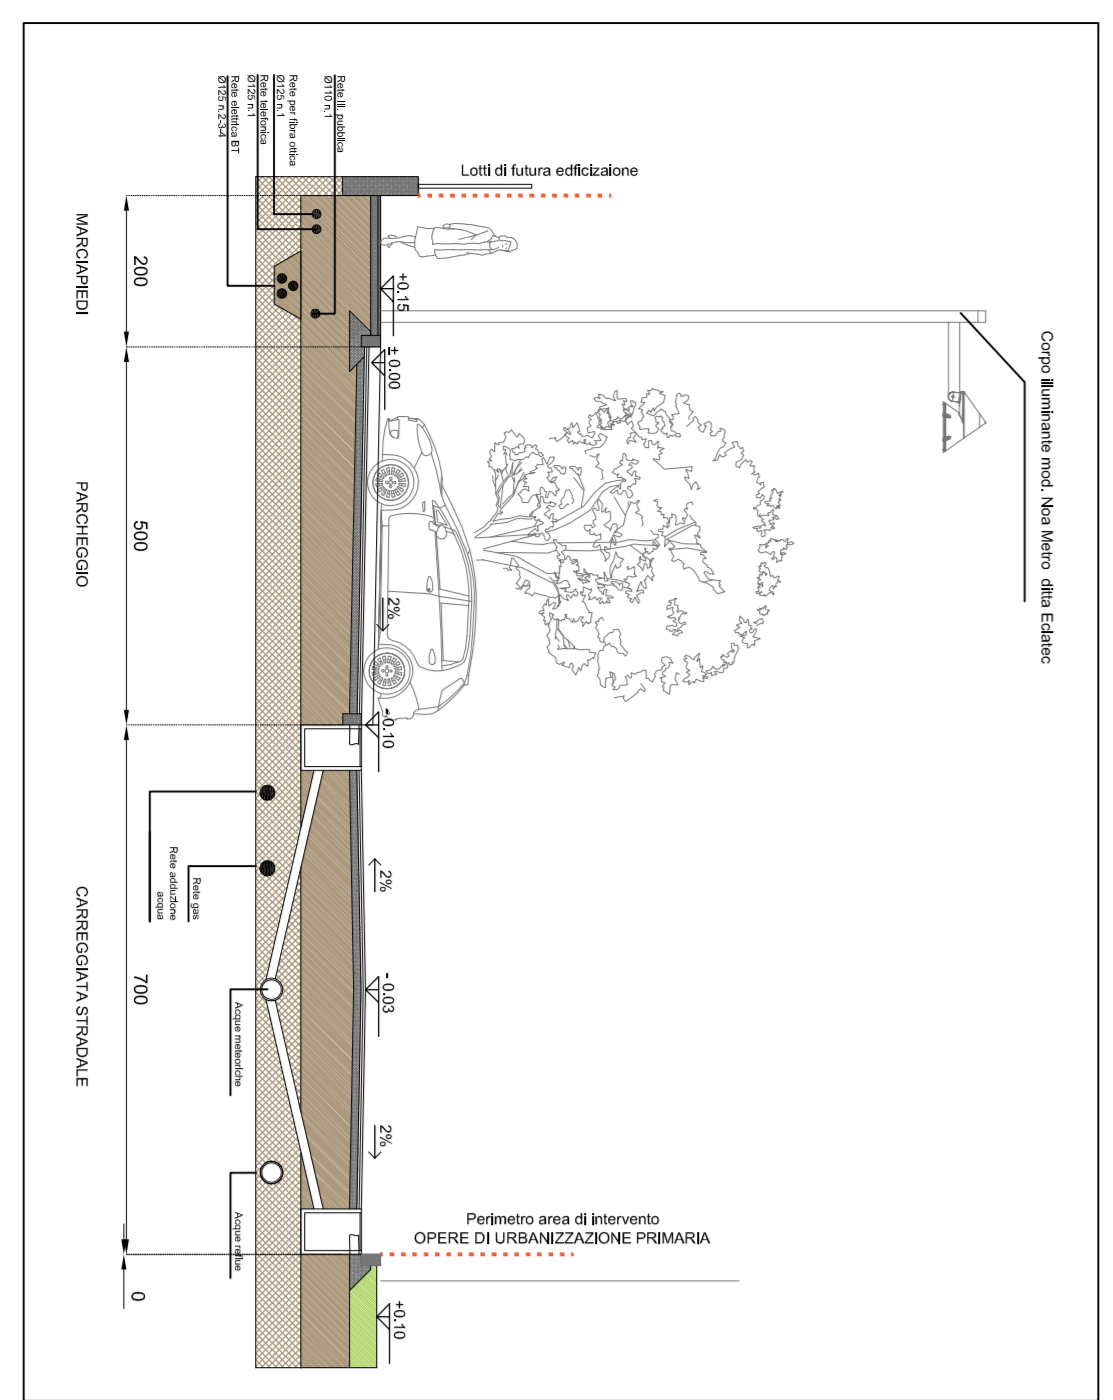 Rete Ill. pubblica
Ø110 n.1
Rete per fibra ottica
Ø125 n.1
Rete telefonica
Ø125 n.1
Rete elettrica BT
Ø125 n.2-3-4
Lotti di futura edficizaione
Corpo illuminante mod. Noa Metro ditta Eclatec
+0.15
± 0.00
2%
-0.10
2%
- 0.03
2%
+0.10
Perimetro area di intervento
OPERE DI URBANIZZAZIONE PRIMARIA
Rete gas
Rete adduzione
acqua
Acque meteoriche
Acque reflue
200
500
700
0
MARCIAPIEDI
PARCHEGGIO
CARREGGIATA STRADALE